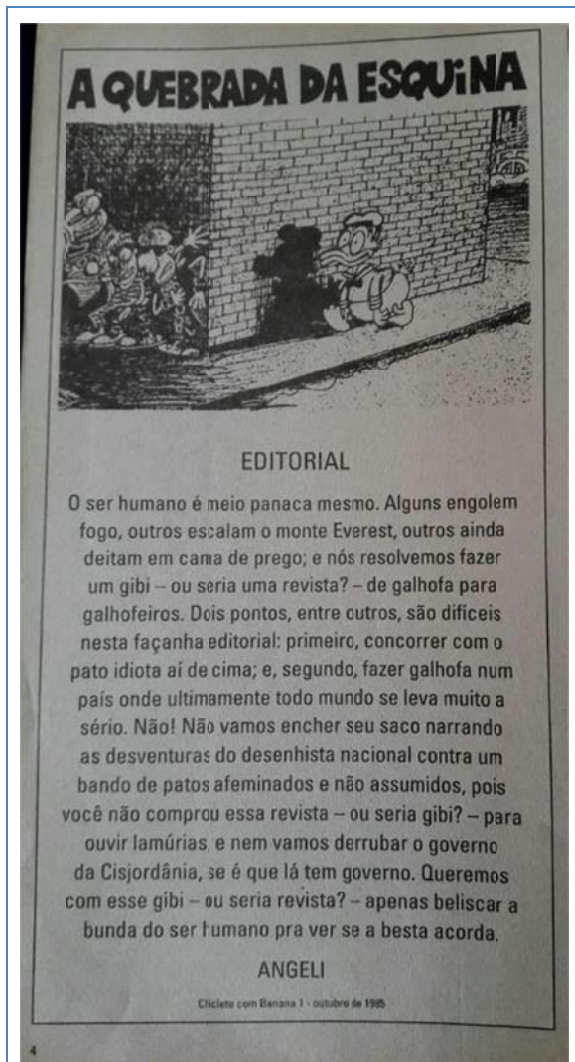 A QUEBRADA DA ESQUiNA
EDITORIAL
O ser humano é meio panaca mesmo. Alguns engolem
fogo, outros escalam o monte Everest, outros ainda
deitam em cama de prego; e nós resolvemos fazer
um gibi – ou seria uma revista? – de galhofa para
galhofeiros. Dois pontos, entre outros, são difíceis
nesta façanha editorial: primeiro, concorrer com o
pato idiota aí de cima; e, segundo, fazer galhofa num
país onde ultimamente todo mundo se leva muito a
sério. Não! Não vamos encher seu saco narrando
as desventuras do desenhista nacional contra um
bando de patos afeminados e não assumidos, pois
você não comprou essa revista – ou seria gibi? – para
ouvir lamúrias, e nem vamos derrubar o governo
da Cisjordânia, se é que lá tem governo. Queremos
com esse gibi – ou seria revista? – apenas beliscar a
bunda do ser humano pra ver se a besta acorda.
ANGELI
Chiclete com Banana 1 - outubro de 1985
4